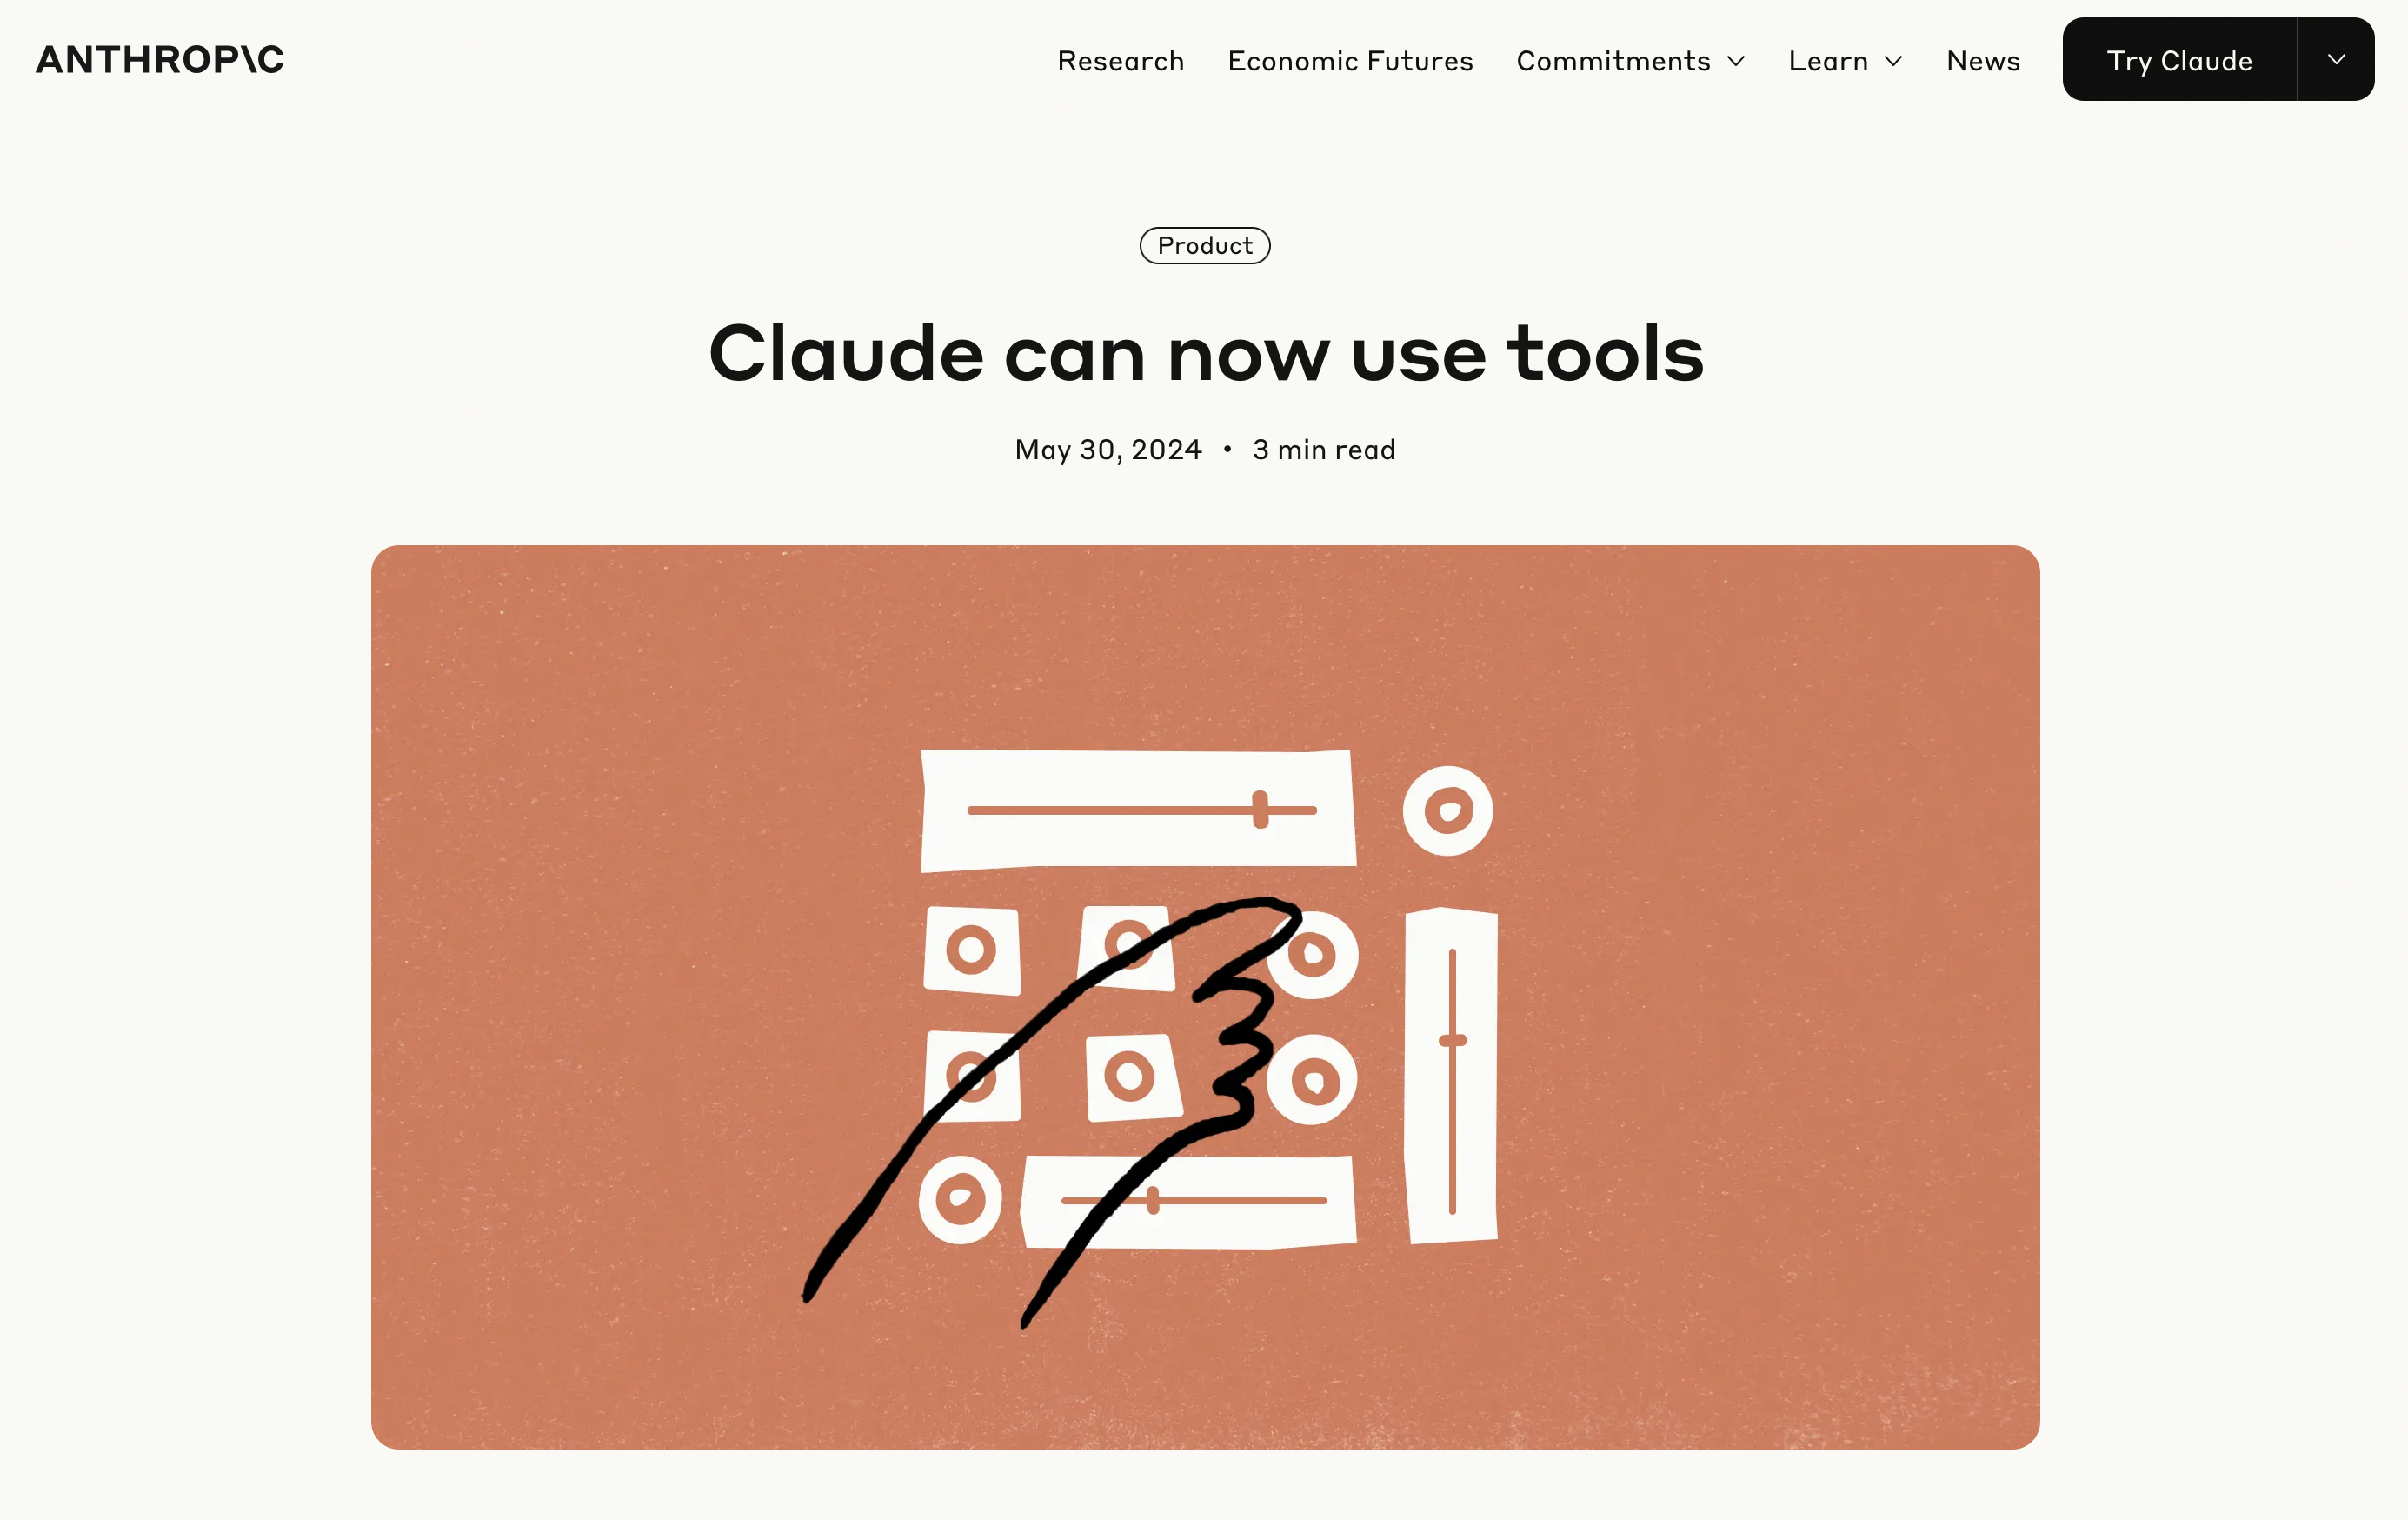 ANTHROP\C
Research Economic Futures Commitments Learn News Try Claude
Product
Claude can now use tools
May 30, 2024 • 3 min read